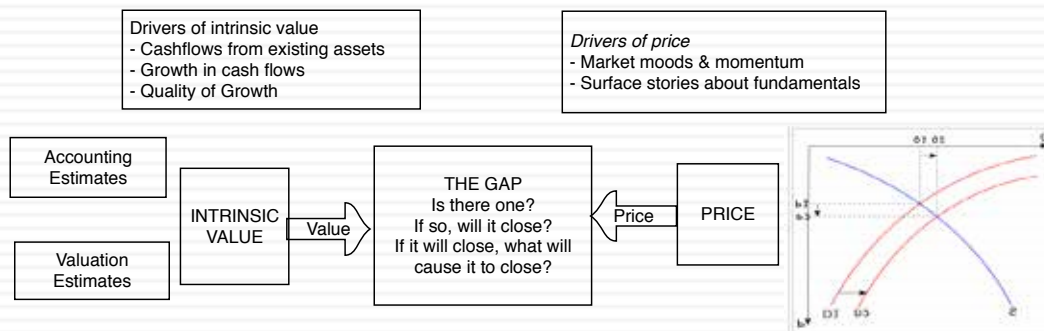 Drivers of intrinsic value
- Cashflows from existing assets
- Growth in cash flows
- Quality of Growth
Drivers of price
- Market moods & momentum
- Surface stories about fundamentals
Accounting
Estimates
Valuation
Estimates
INTRINSIC
VALUE
Value
THE GAP
Is there one?
If so, will it close?
If it will close, what will
cause it to close?
Price
PRICE